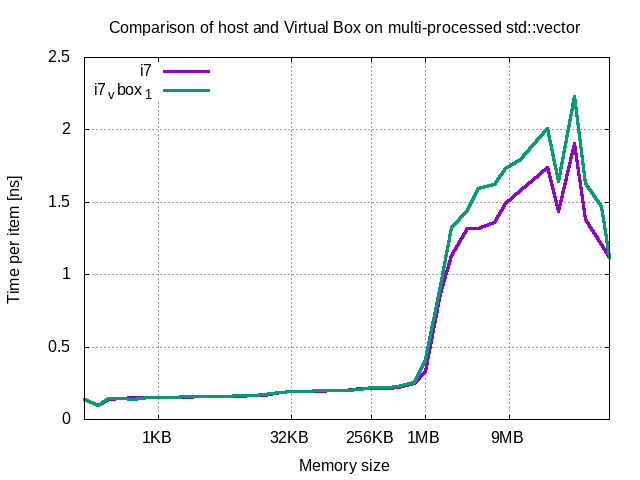 Comparison of host and Virtual Box on multi-processed std::vector
2.5
2
1.5
1
0.5
0
Time per item [ns]
i7
i7vbox1
1KB 32KB 256KB 1MB 9MB
Memory size